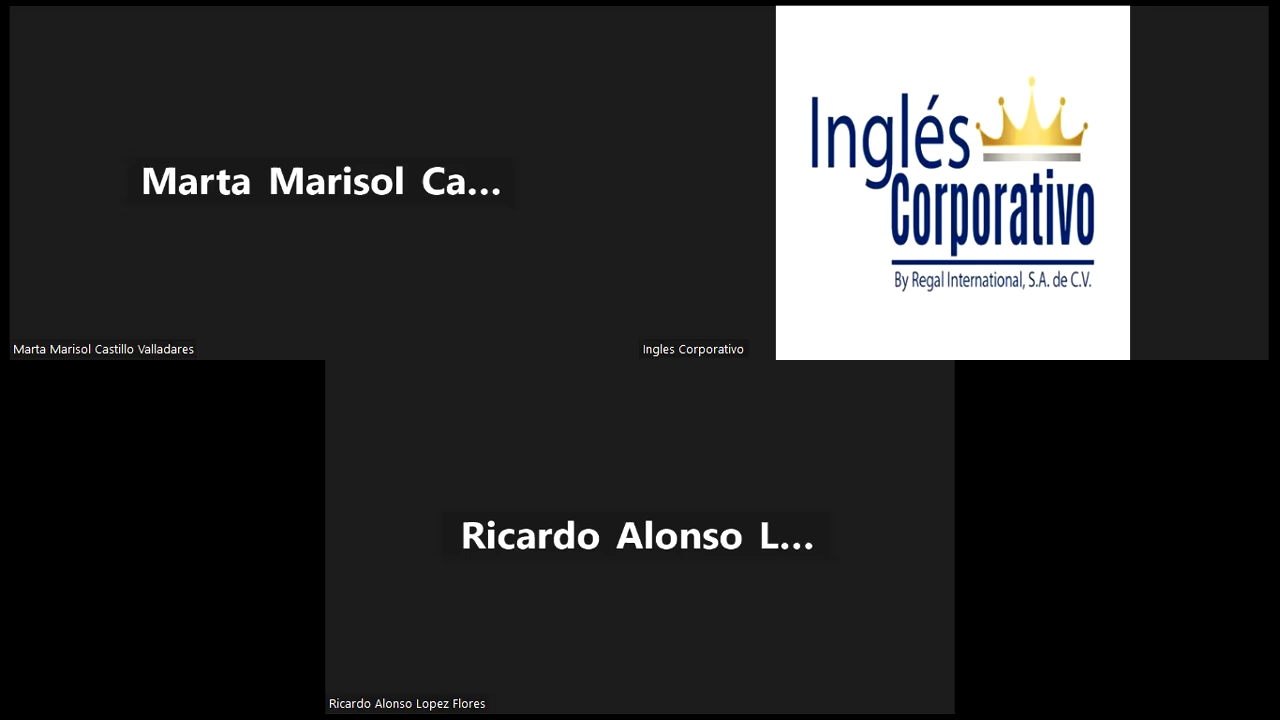 Marta Marisol Ca...
Marta Marisol Castillo Valladares
Inglés
Corporativo
By Regal International, S.A. de C.V.
Ingles Corporativo
Ricardo Alonso L...
Ricardo Alonso Lopez Flores